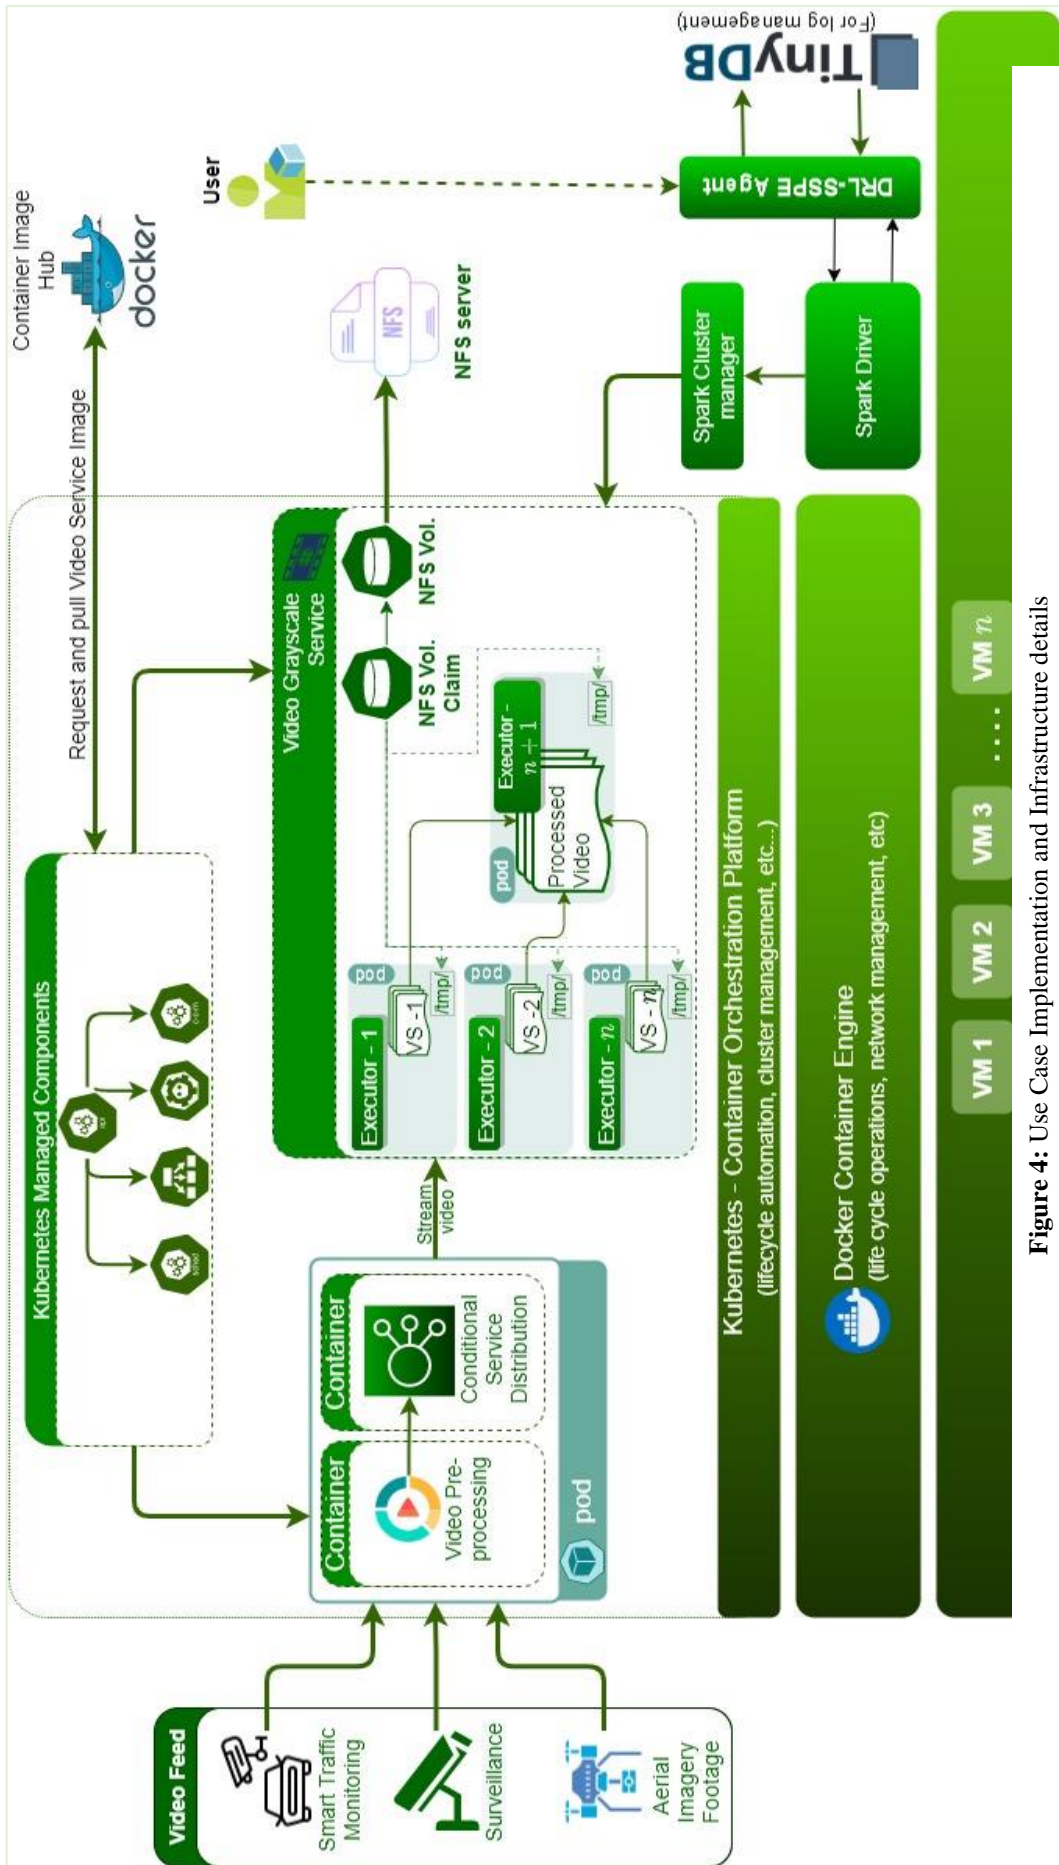 Container Image
Hub
docker
Request and pull Video Service Image
User
TinyDB
(For log management)
DRL-SSPE Agent
NFS
NFS server
Spark Cluster
manager
Spark Driver
Kubernetes Managed Components
api
sched
c-c-m
Video Grayscale
Service
NFS Vol.
Claim
NFS Vol.
Executor - 1
pod
VS -1
/tmp/
Executor - 2
pod
VS -2
/tmp/
Executor - n
pod
VS -n
/tmp/
Executor -
n + 1
pod
Processed
Video
/tmp/
Stream
video
Container
Video Pre-
processing
Container
Conditional
Service
Distribution
pod
Video Feed
Smart Traffic
Monitoring
Surveillance
Aerial
Imagery
Footage
Kubernetes - Container Orchestration Platform
(lifecycle automation, cluster management, etc...)
Docker Container Engine
(life cycle operations, network management, etc)
VM 1
VM 2
VM 3
....
VM n
Figure 4: Use Case Implementation and Infrastructure details